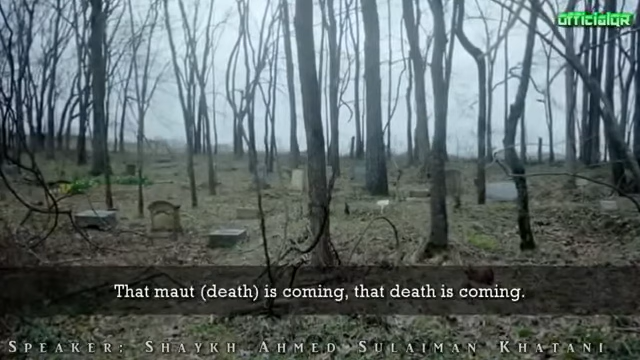 OfficialQR
That maut (death) is coming, that death is coming.
Speaker: Shaykh Ahmed Sulaiman Khatani